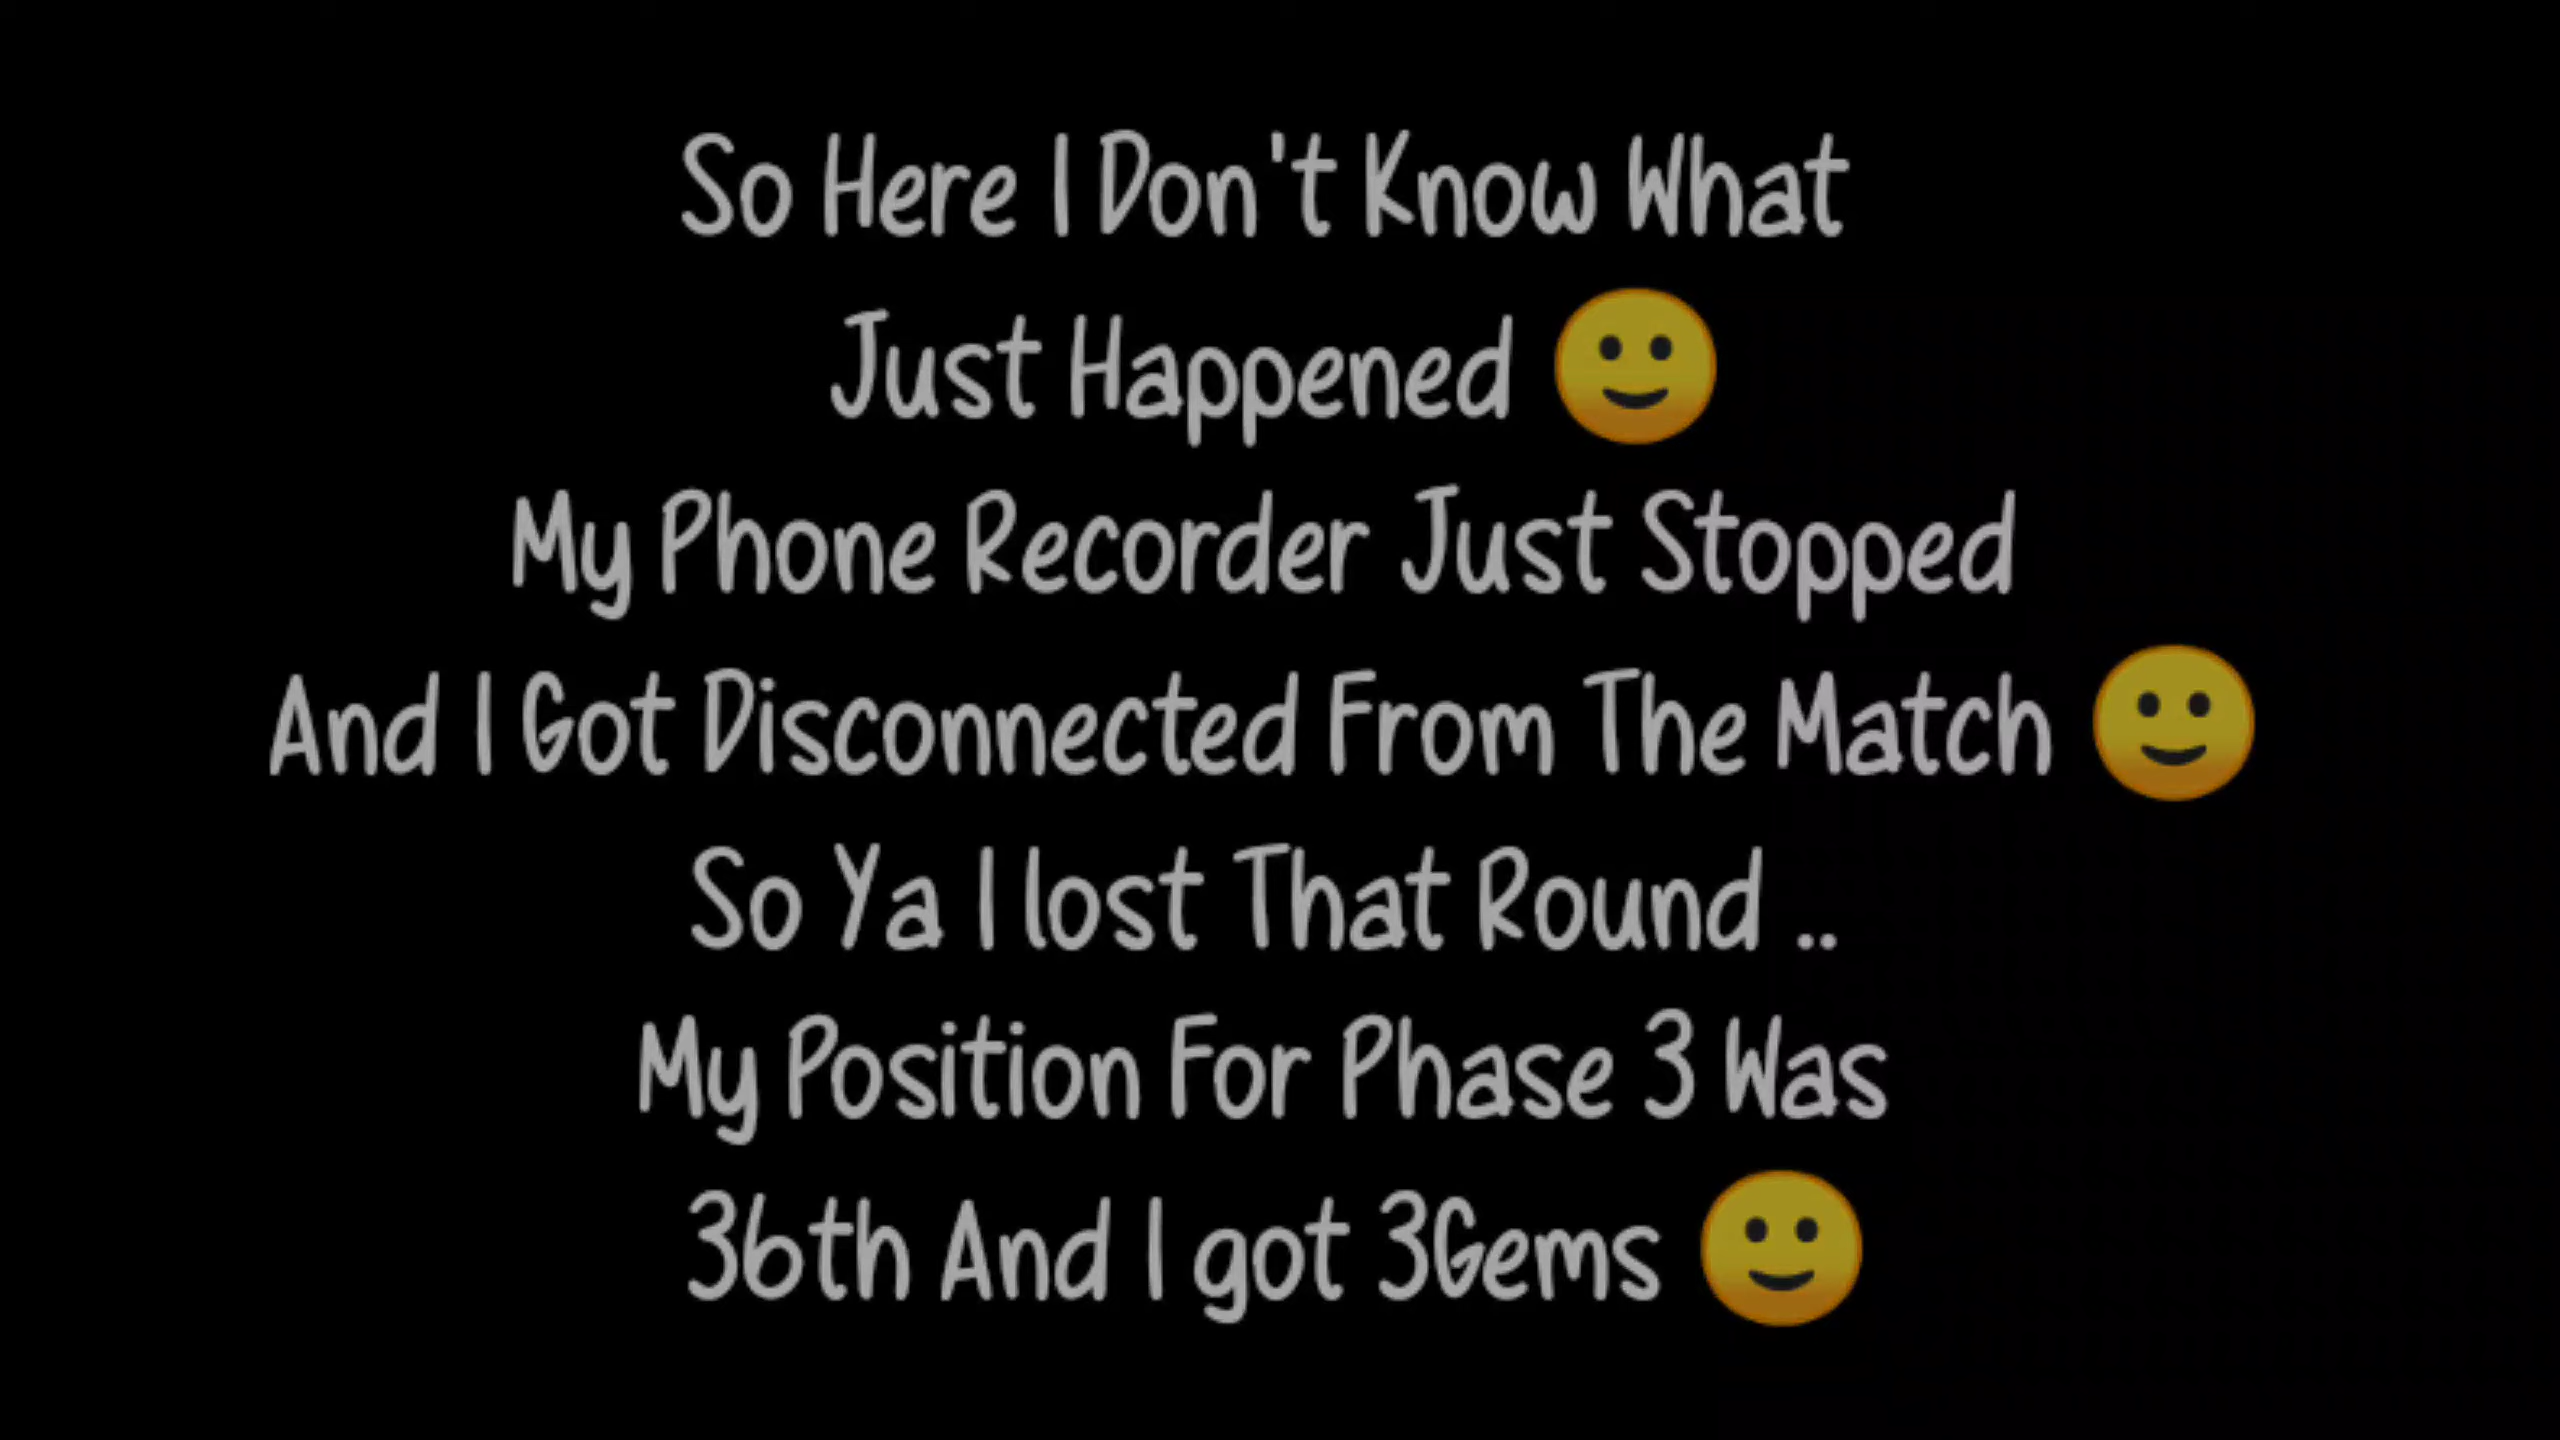 So Here I Don't Know What
Just Happened 🙂
My Phone Recorder Just Stopped
And I Got Disconnected From The Match 🙂
So Ya I lost That Round ..
My Position For Phase 3 Was
36th And I got 3Gems 🙂